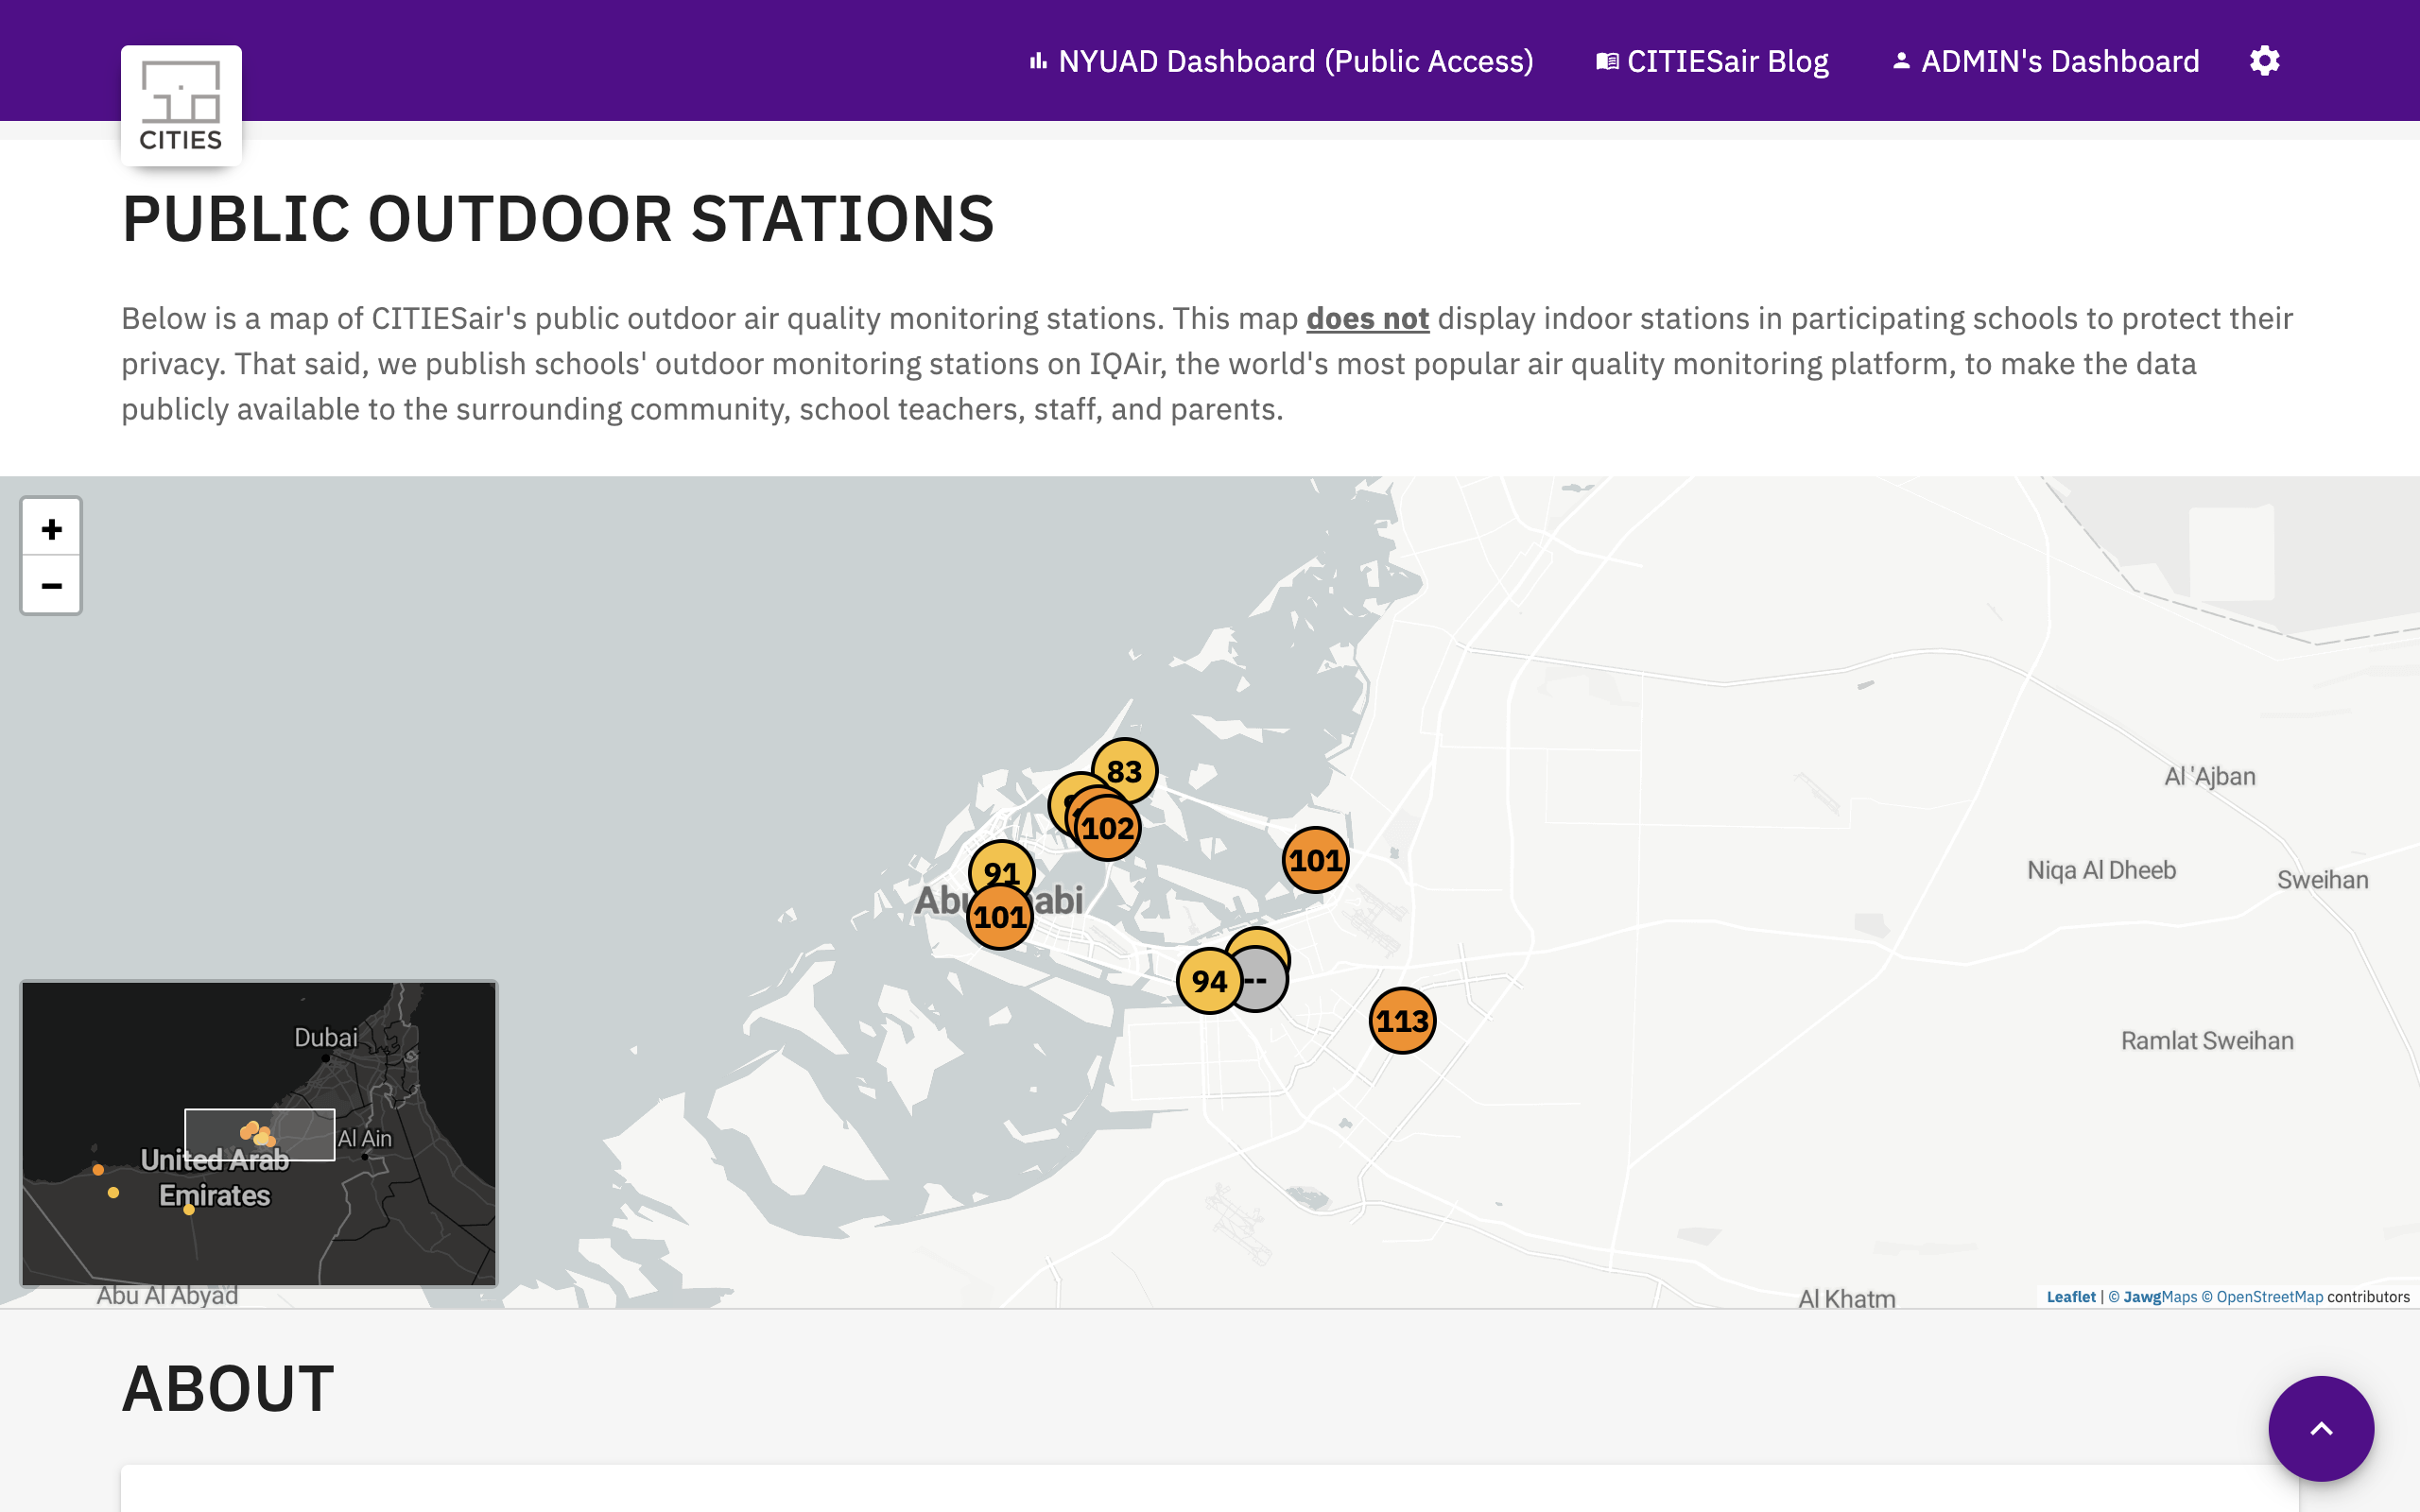 NYUAD Dashboard (Public Access)
CITIESair Blog
ADMIN's Dashboard
CITIES
PUBLIC OUTDOOR STATIONS
Below is a map of CITIESair's public outdoor air quality monitoring stations. This map does not display indoor stations in participating schools to protect their
privacy. That said, we publish schools' outdoor monitoring stations on IQAir, the world's most popular air quality monitoring platform, to make the data
publicly available to the surrounding community, school teachers, staff, and parents.
+
−
83
102
91
101
101
94
--
113
Al 'Ajban
Niqa Al Dheeb
Sweihan
Ramlat Sweihan
Al Khatm
Abu Al Abyad
Dubai
Al Ain
United Arab
Emirates
Leaflet | © JawgMaps © OpenStreetMap contributors
ABOUT